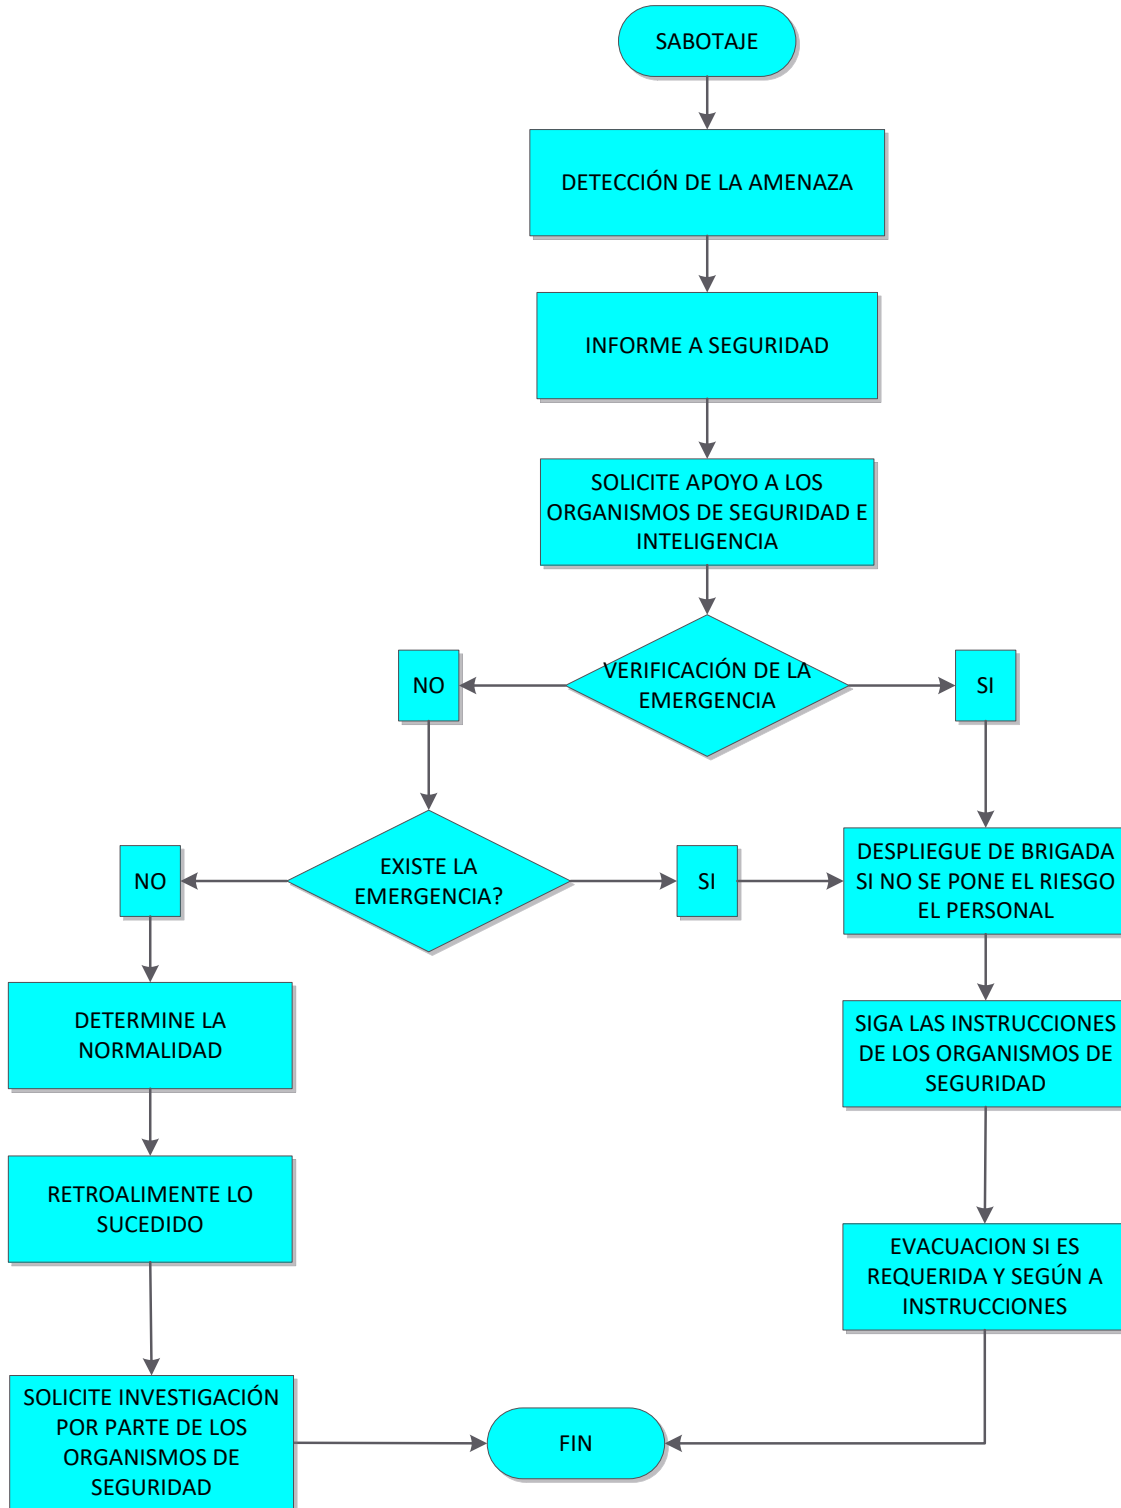 SABOTAJE
DETECCIÓN DE LA AMENAZA
INFORME A SEGURIDAD
SOLICITE APOYO A LOS
ORGANISMOS DE SEGURIDAD E
INTELIGENCIA
NO
VERIFICACIÓN DE LA
EMERGENCIA
SI
NO
EXISTE LA
EMERGENCIA?
SI
DESPLIEGUE DE BRIGADA
SI NO SE PONE EL RIESGO
EL PERSONAL
DETERMINE LA
NORMALIDAD
SIGA LAS INSTRUCCIONES
DE LOS ORGANISMOS DE
SEGURIDAD
RETROALIMENTE LO
SUCEDIDO
EVACUACION SI ES
REQUERIDA Y SEGÚN A
INSTRUCCIONES
SOLICITE INVESTIGACIÓN
POR PARTE DE LOS
ORGANISMOS DE
SEGURIDAD
FIN